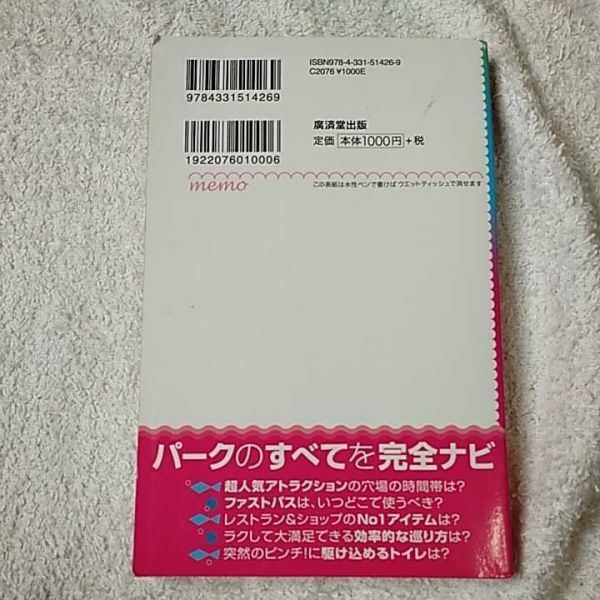 ISBN978-4-331-51426-9
C2076 ¥1000E
9784331514269
廣済堂出版
定価 本体1000円+税
1922076010006
memo
この表紙は水性ペンで書けばウエットティッシュで消せます
パークのすべてを完全ナビ
超人気アトラクションの穴場の時間帯は?
ファストパスは、いつどこで使うべき?
レストラン&ショップのNo1アイテムは?
ラクして大満足できる効率的な巡り方は?
突然のピンチ!に駆け込めるトイレは?